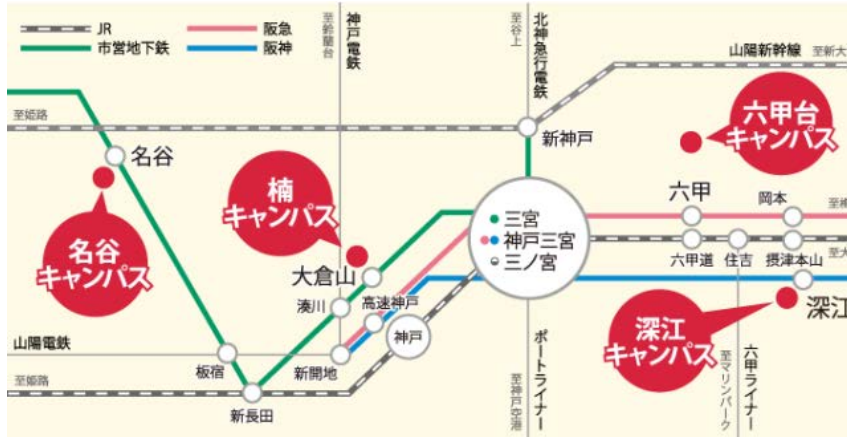 JR
阪急
市営地下鉄
阪神
至鈴蘭台
神戸電鉄
至谷上
北神急行電鉄
山陽新幹線
至新大
至姫路
新神戸
六甲台
キャンパス
名谷
楠
キャンパス
名谷
キャンパス
大倉山
三宮
神戸三宮
三ノ宮
六甲
岡本
六甲道
住吉
摂津本山
至大
湊川
高速神戸
神戸
深江
深江
キャンパス
山陽電鉄
板宿
新開地
至姫路
新長田
至神戸空港
ポートライナー
至マリンパーク
六甲ライナー